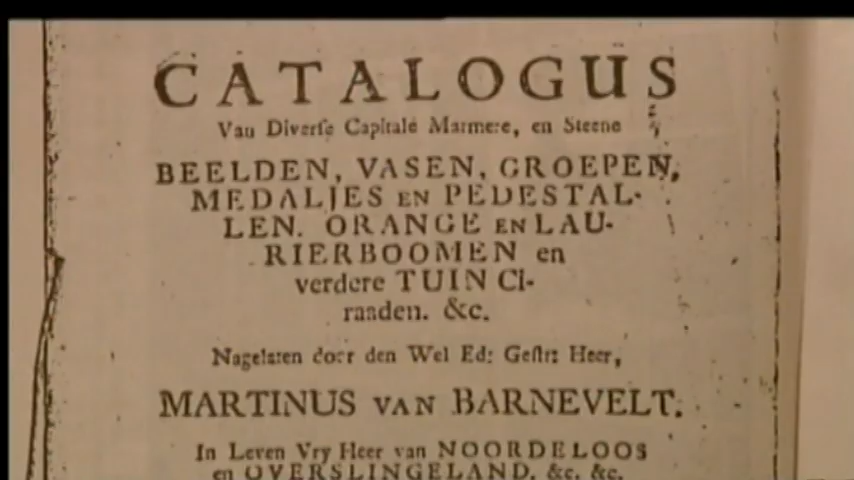 CATALOGUS
Van Diverse Capitale Marmere, en Steene
BEELDEN, VASEN, GROEPEN,
MEDALJES EN PEDESTAL-
LEN. ORANGE EN LAU-
RIERBOOMEN en
verdere TUIN Ci-
raaden. &c.
Nagelaten door den Wel Ed: Gestr: Heer,
MARTINUS VAN BARNEVELT.
In Leven Vry Heer van NOORDELOOS
en OVERSLINGELAND. &c. &c.